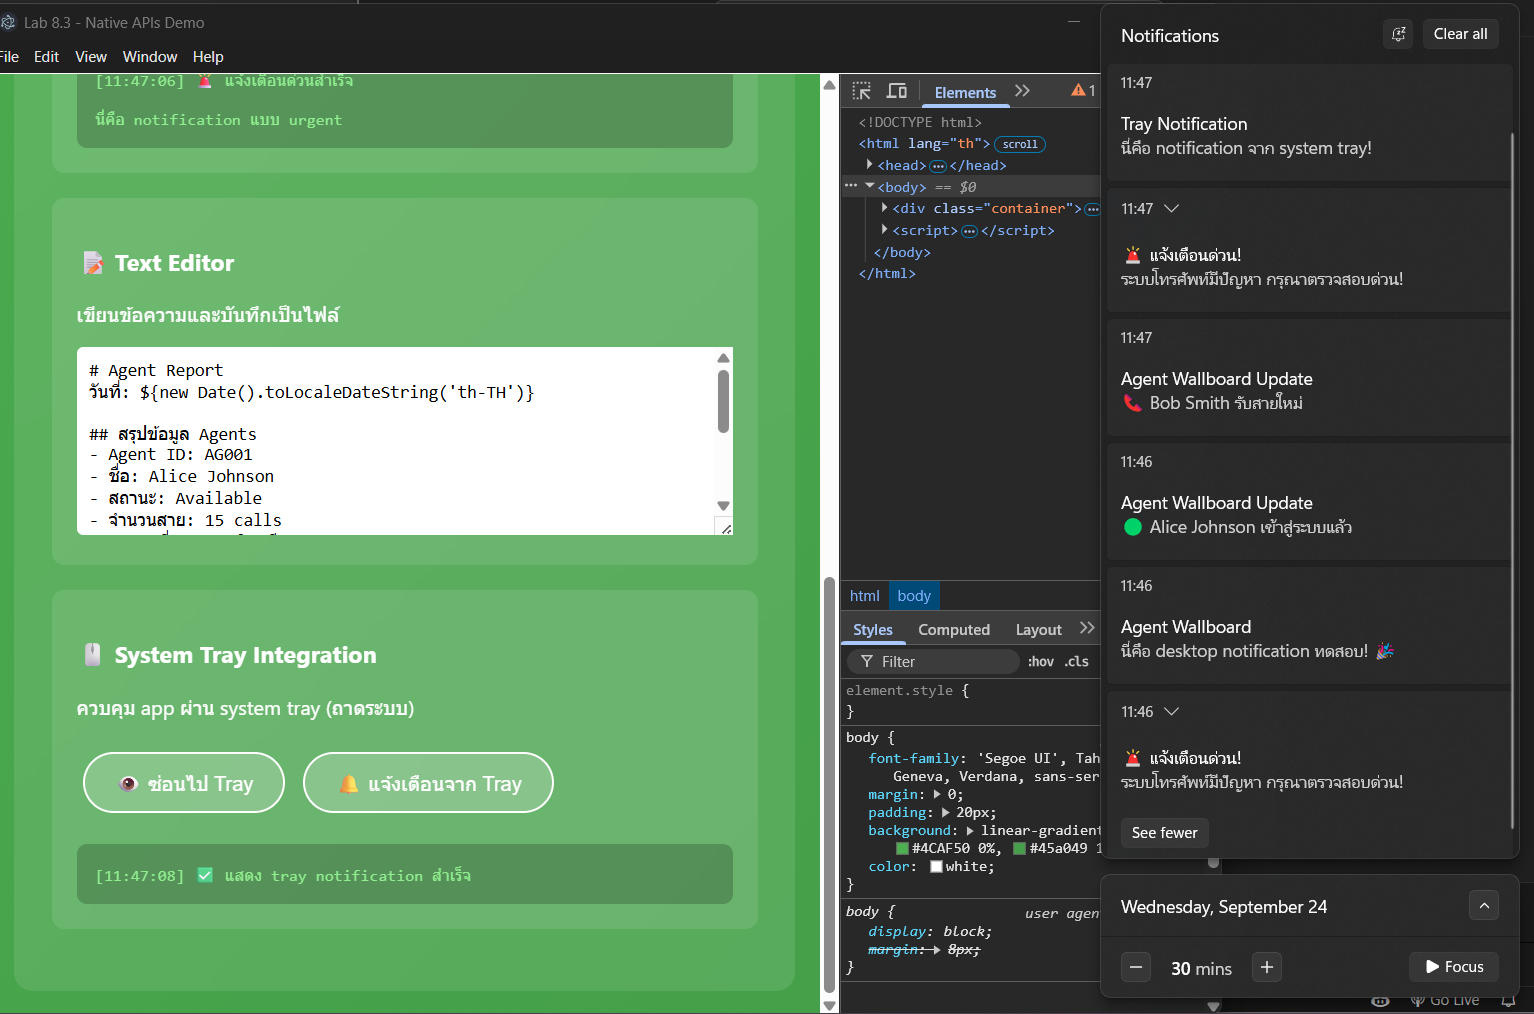 Lab 8.3 - Native APIs Demo
File Edit View Window Help
[11:47:06] 🚨 แจ้งเตือนด่วนสำเร็จ
นี่คือ notification แบบ urgent
📝 Text Editor
เขียนข้อความและบันทึกเป็นไฟล์
# Agent Report
วันที่: ${new Date().toLocaleDateString('th-TH')}
## สรุปข้อมูล Agents
- Agent ID: AG001
- ชื่อ: Alice Johnson
- สถานะ: Available
- จำนวนสาย: 15 calls
🖱️ System Tray Integration
ควบคุม app ผ่าน system tray (ถาดระบบ)
👁️ ซ่อนไป Tray
🔔 แจ้งเตือนจาก Tray
[11:47:08] ✅ แสดง tray notification สำเร็จ
Elements
1
<!DOCTYPE html>
<html lang="th"> scroll
<head> ··· </head>
··· <body> == $0
<div class="container"> ···
<script> ··· </script>
</body>
</html>
html body
Styles Computed Layout
Filter :hov .cls
element.style {
}
body {
font-family: 'Segoe UI', Tah
Geneva, Verdana, sans-ser
margin: 0;
padding: 20px;
background: linear-gradient
#4CAF50 0%, #45a049 1
color: white;
}
body { user agen
display: block;
margin: 8px;
}
Notifications
Clear all
11:47
Tray Notification
นี่คือ notification จาก system tray!
11:47
🚨 แจ้งเตือนด่วน!
ระบบโทรศัพท์มีปัญหา กรุณาตรวจสอบด่วน!
11:47
Agent Wallboard Update
📞 Bob Smith รับสายใหม่
11:46
Agent Wallboard Update
🟢 Alice Johnson เข้าสู่ระบบแล้ว
11:46
Agent Wallboard
นี่คือ desktop notification ทดสอบ! 🎉
11:46
🚨 แจ้งเตือนด่วน!
ระบบโทรศัพท์มีปัญหา กรุณาตรวจสอบด่วน!
See fewer
Wednesday, September 24
30 mins
Focus
Go Live